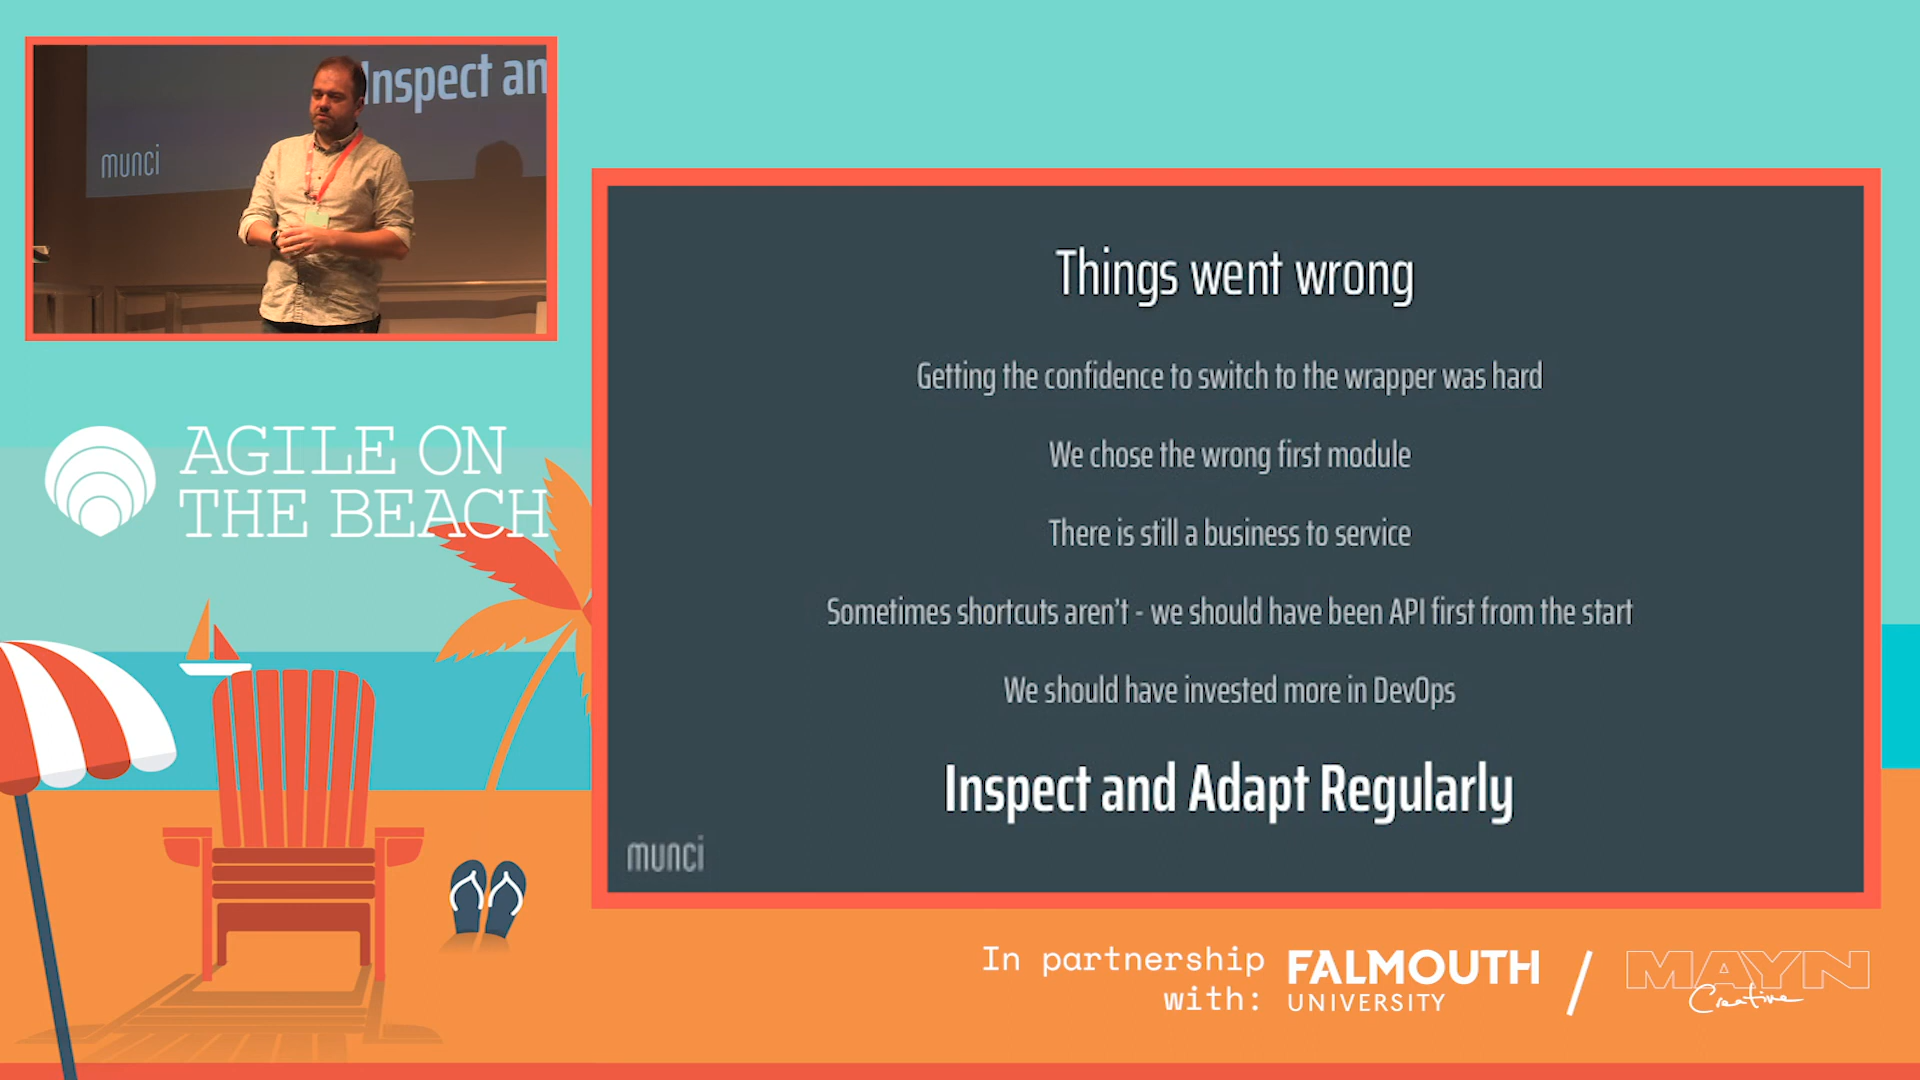 Inspect an
munci
AGILE ON
THE BEACH
Things went wrong
Getting the confidence to switch to the wrapper was hard
We chose the wrong first module
There is still a business to service
Sometimes shortcuts aren't - we should have been API first from the start
We should have invested more in DevOps
Inspect and Adapt Regularly
munci
In partnership
with:
FALMOUTH
UNIVERSITY
/
MAYN
Creative